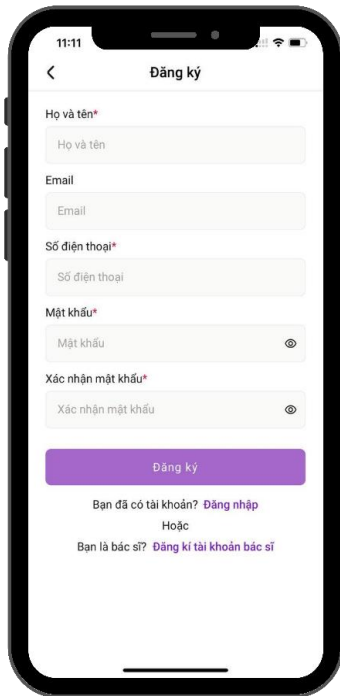 11:11
Đăng ký
Họ và tên*
Họ và tên
Email
Email
Số điện thoại*
Số điện thoại
Mật khẩu*
Mật khẩu
Xác nhận mật khẩu*
Xác nhận mật khẩu
Đăng ký
Bạn đã có tài khoản? Đăng nhập
Hoặc
Bạn là bác sĩ? Đăng kí tài khoản bác sĩ